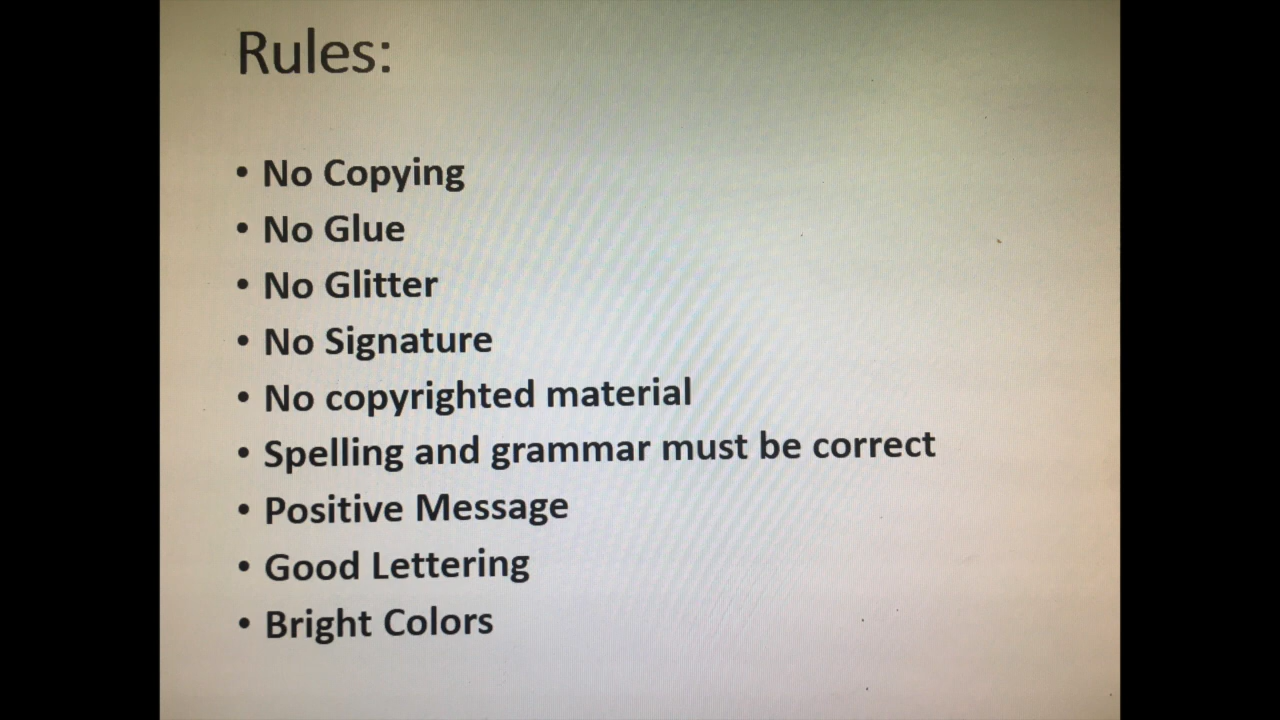 Rules:
• No Copying
• No Glue
• No Glitter
• No Signature
• No copyrighted material
• Spelling and grammar must be correct
• Positive Message
• Good Lettering
• Bright Colors